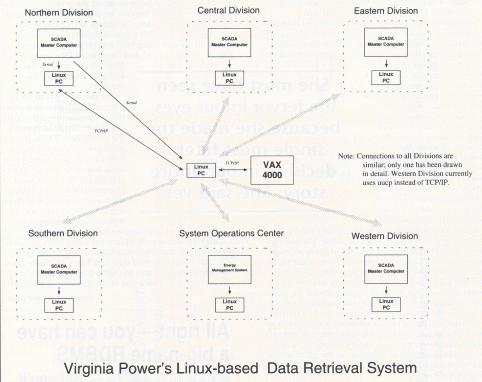 Northern Division
Central Division
Eastern Division
SCADA
Master Computer
Serial
Linux
PC
SCADA
Master Computer
Linux
PC
SCADA
Master Computer
Linux
PC
Serial
TCP/IP
Linux
PC
TCP/IP
VAX
4000
Note: Connections to all Divisions are
similar; only one has been drawn
in detail. Western Division currently
uses uucp instead of TCP/IP.
Southern Division
System Operations Center
Western Division
SCADA
Master Computer
Linux
PC
Energy
Management System
Linux
PC
SCADA
Master Computer
Linux
PC
Virginia Power's Linux-based Data Retrieval System